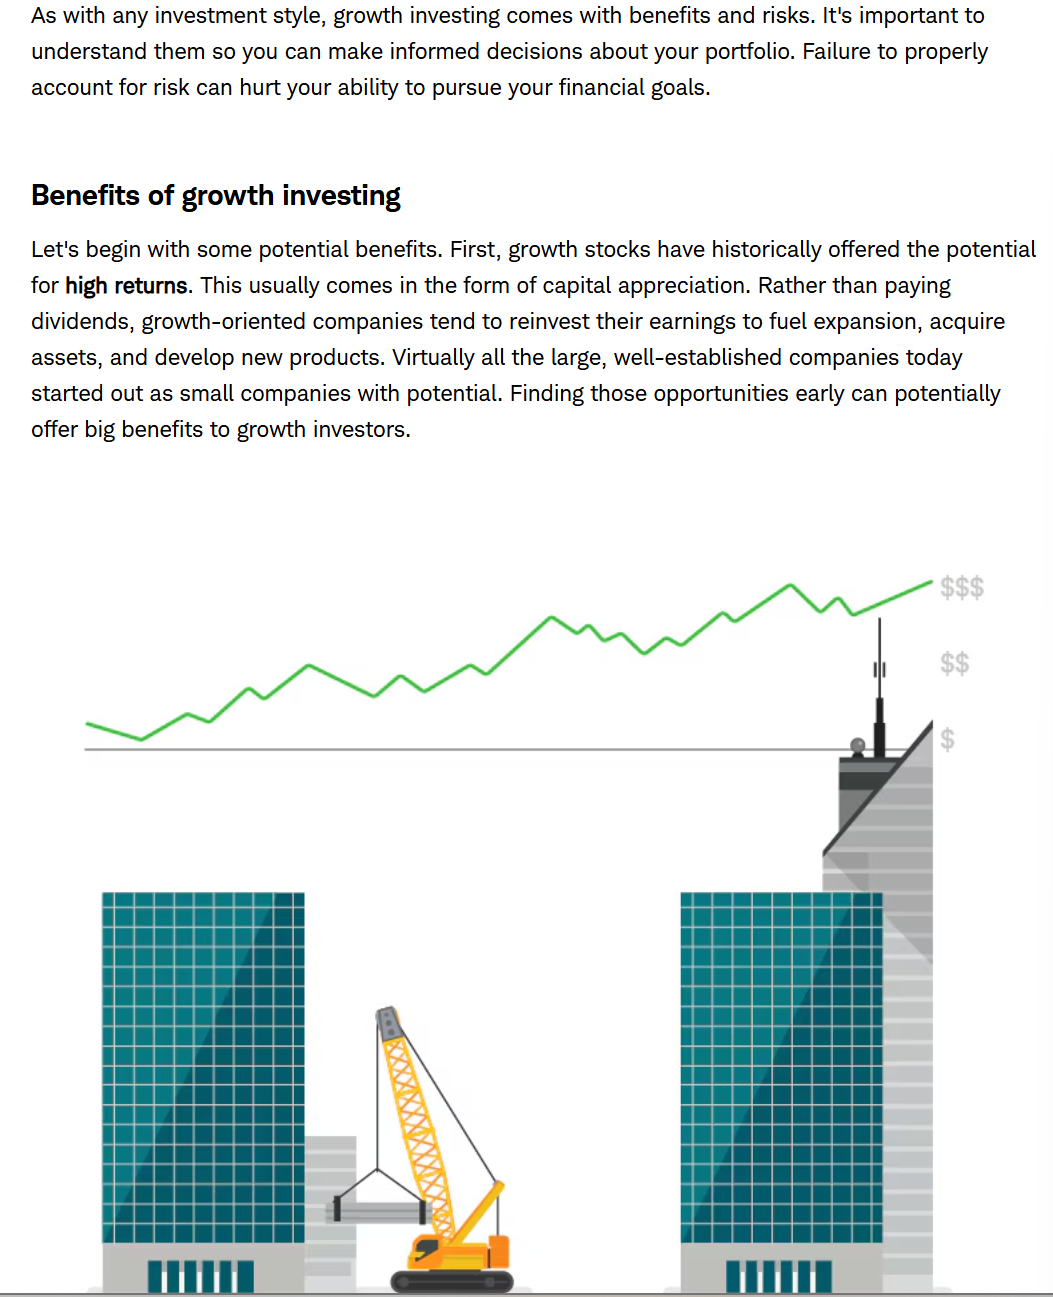 As with any investment style, growth investing comes with benefits and risks. It's important to
understand them so you can make informed decisions about your portfolio. Failure to properly
account for risk can hurt your ability to pursue your financial goals.
Benefits of growth investing
Let's begin with some potential benefits. First, growth stocks have historically offered the potential
for high returns. This usually comes in the form of capital appreciation. Rather than paying
dividends, growth-oriented companies tend to reinvest their earnings to fuel expansion, acquire
assets, and develop new products. Virtually all the large, well-established companies today
started out as small companies with potential. Finding those opportunities early can potentially
offer big benefits to growth investors.
$$$
$$
$